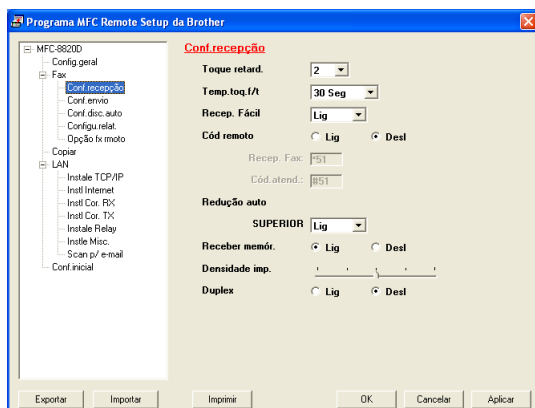 Programa MFC Remote Setup da Brother
MFC-8820D
Config.geral
Fax
Conf.recepção
Conf.envio
Conf.disc.auto
Configu.relat.
Opção fx rmoto
Copiar
LAN
Instale TCP/IP
Instl Internet
Instl Cor. RX
Instl Cor. TX
Instale Relay
Instle Misc.
Scan p/ e-mail
Conf.inicial
Conf.recepção
Toque retard. 2
Temp.toq.f/t 30 Seg
Recep. Fácil Lig
Cód remoto Lig Desl
Recep. Fax: *51
Cód.atend.: #51
Redução auto
SUPERIOR Lig
Receber memór. Lig Desl
Densidade imp.
Duplex Lig Desl
Exportar Importar Imprimir OK Cancelar Aplicar